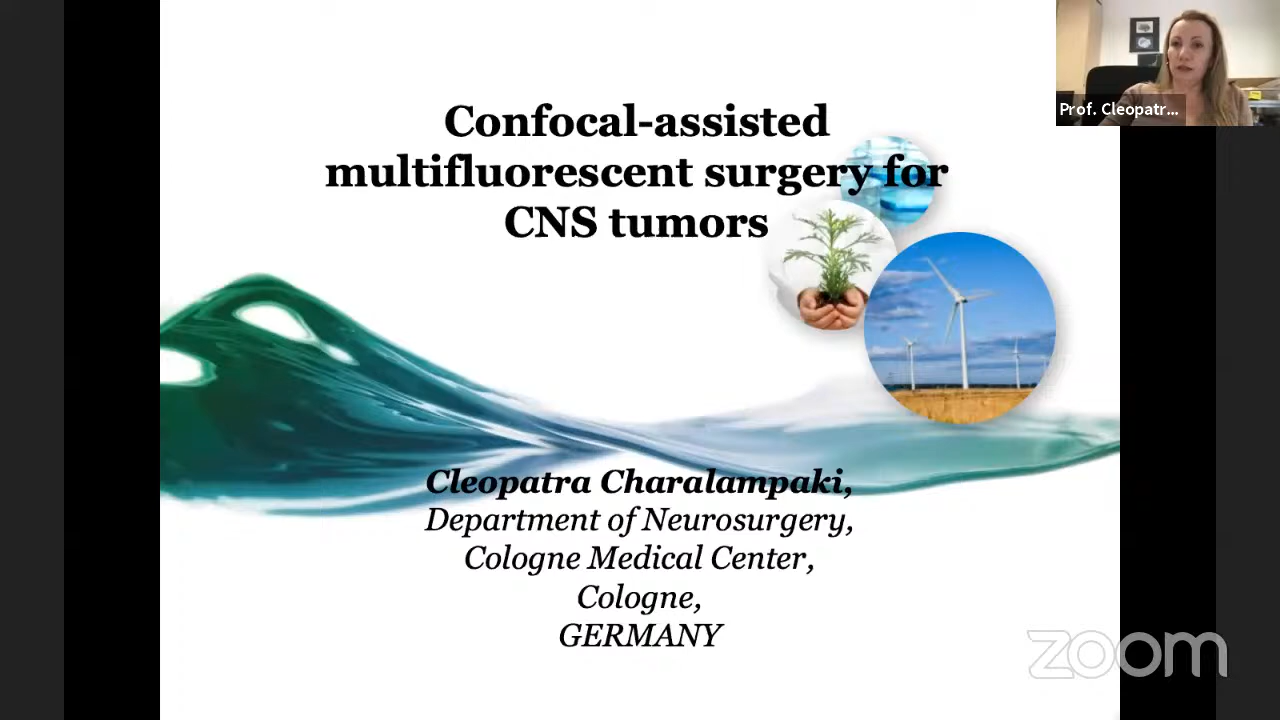 Confocal-assisted
multifluorescent surgery for
CNS tumors
Prof. Cleopatr...
Cleopatra Charalampaki,
Department of Neurosurgery,
Cologne Medical Center,
Cologne,
GERMANY
zoom